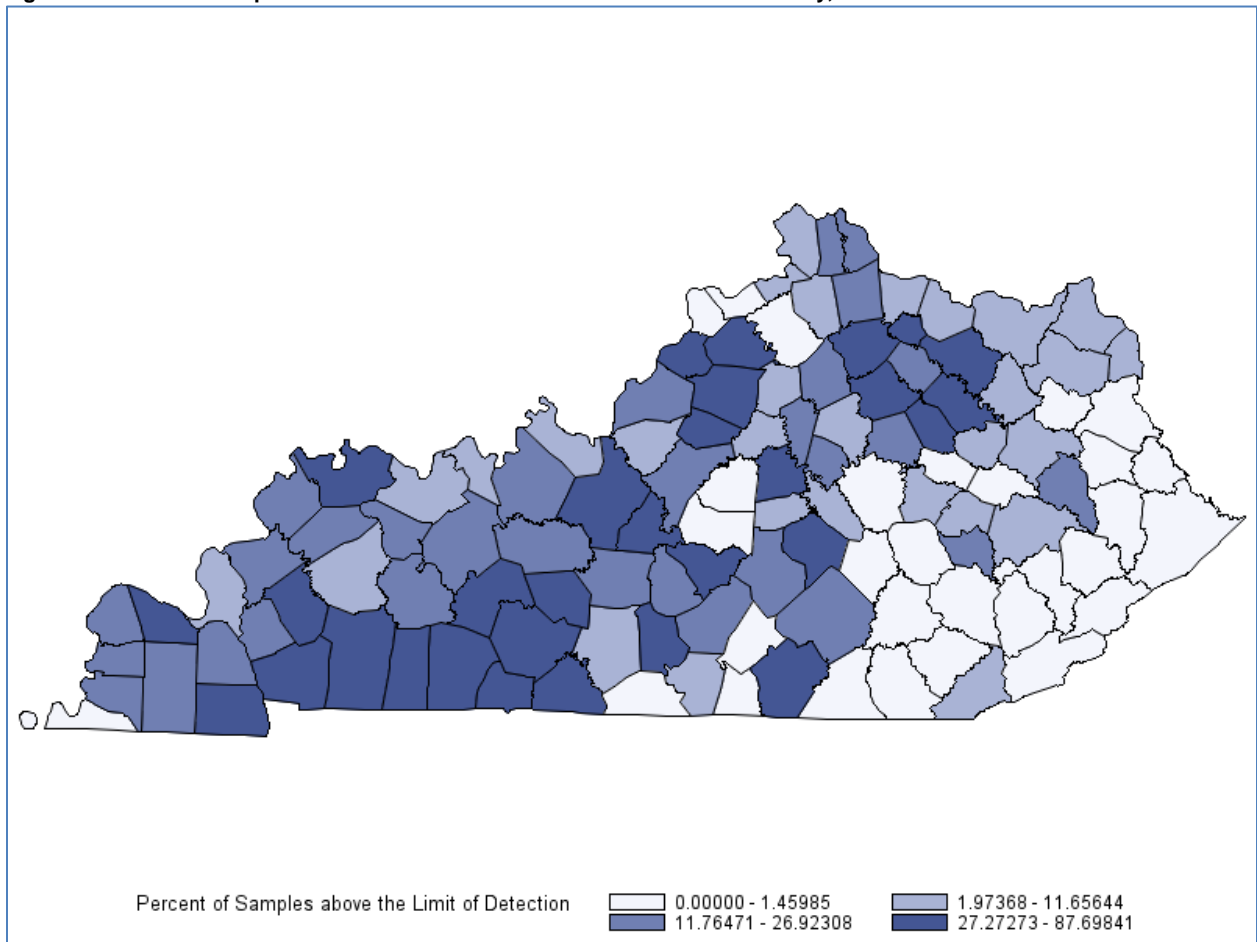 Percent of Samples above the Limit of Detection
0.00000 - 1.45985
1.97368 - 11.65644
11.76471 - 26.92308
27.27273 - 87.69841